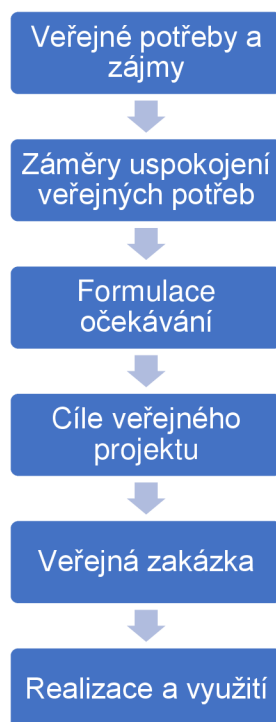 Veřejné potřeby a
zájmy
Záměry uspokojení
veřejných potřeb
Formulace
očekávání
Cíle veřejného
projektu
Veřejná zakázka
Realizace a využití